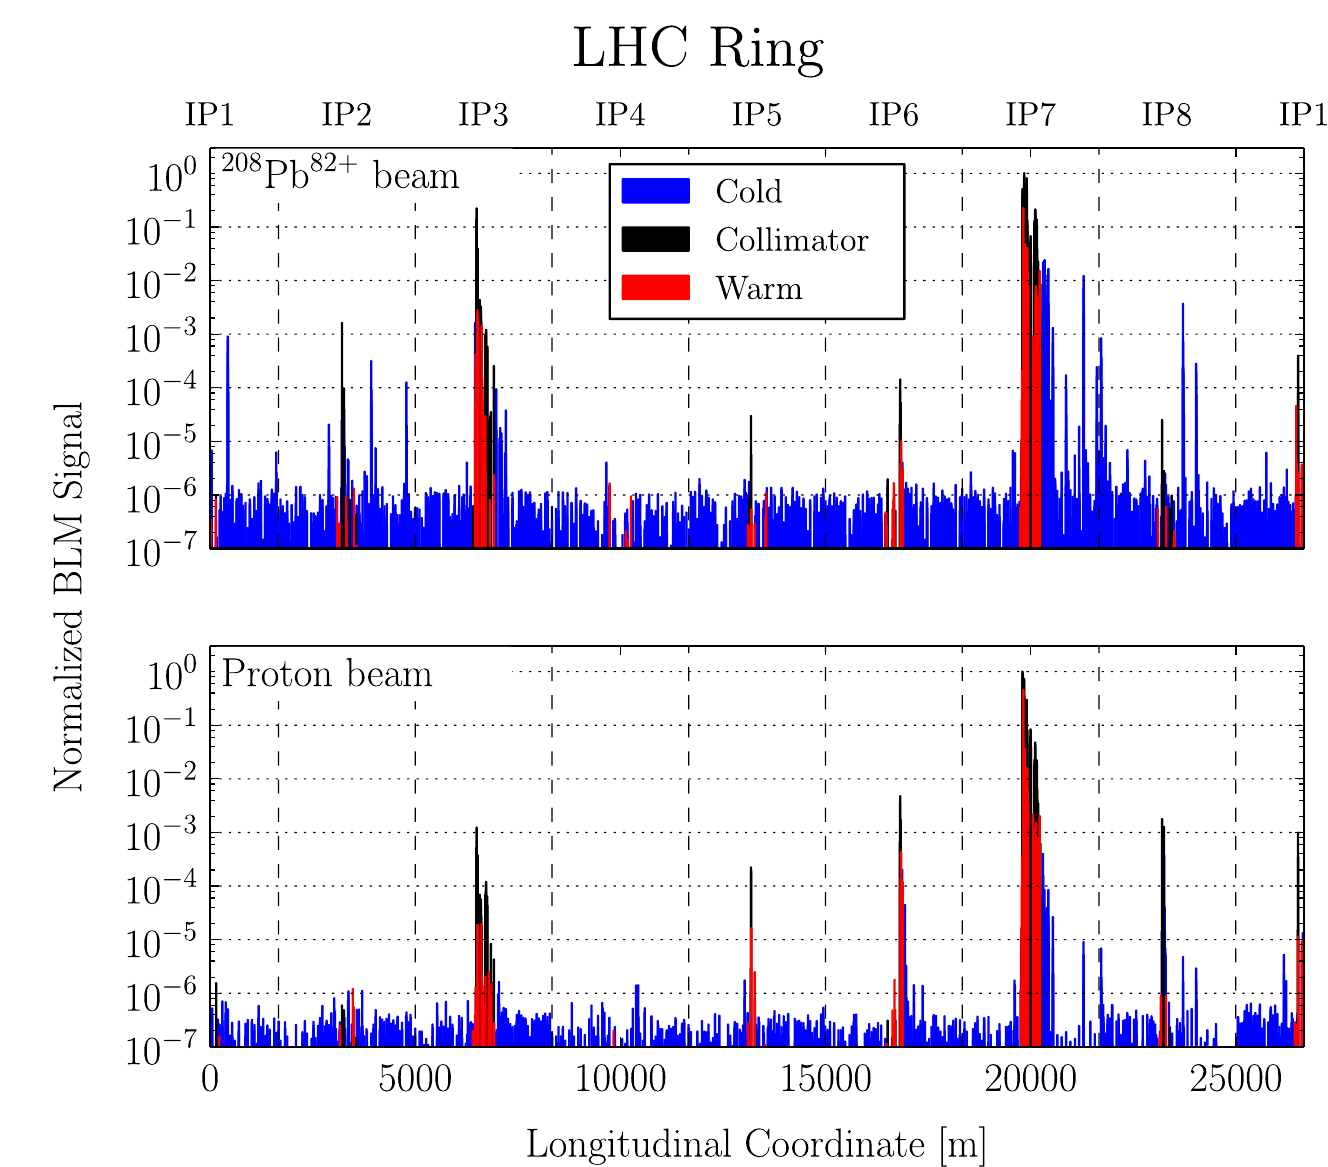 LHC Ring
IP1 IP2 IP3 IP4 IP5 IP6 IP7 IP8 IP1
²⁰⁸Pb⁸²⁺ beam
Cold
Collimator
Warm
10⁰
10⁻¹
10⁻²
10⁻³
10⁻⁴
10⁻⁵
10⁻⁶
10⁻⁷
Normalized BLM Signal
Proton beam
10⁰
10⁻¹
10⁻²
10⁻³
10⁻⁴
10⁻⁵
10⁻⁶
10⁻⁷
0 5000 10000 15000 20000 25000
Longitudinal Coordinate [m]